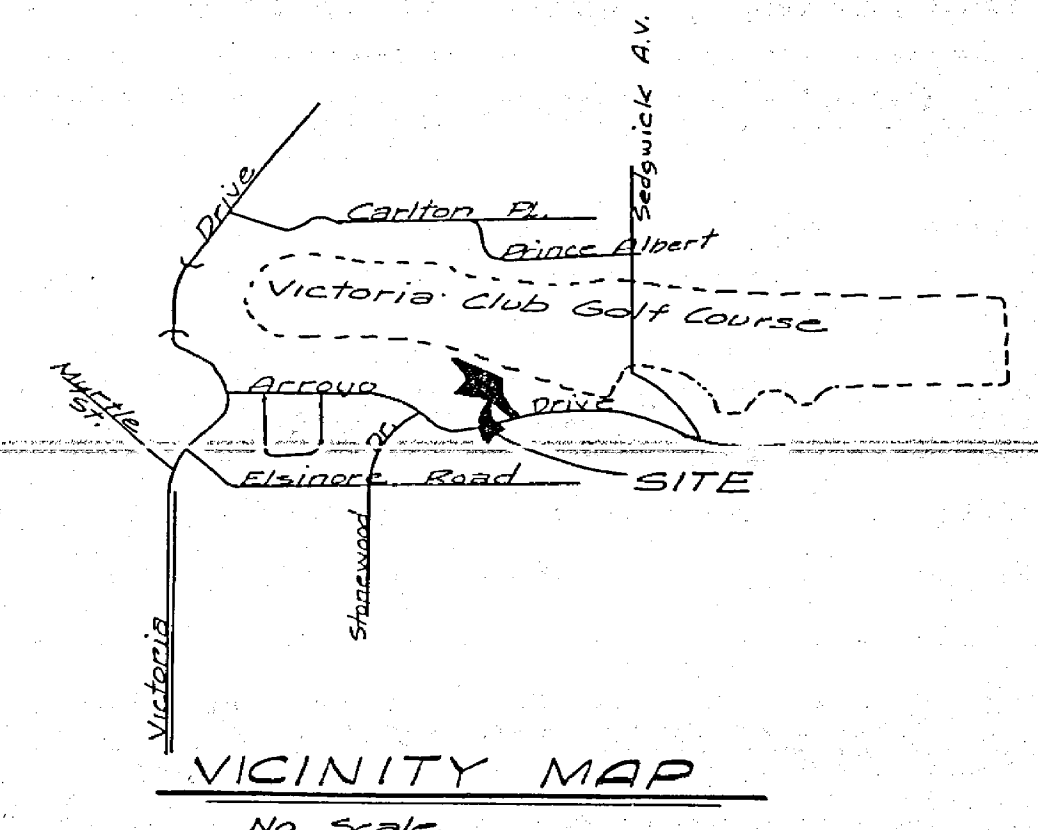 Sedgwick A.V.
Drive
Carlton PL.
Prince Albert
Victoria Club Golf Course
Myrtle
St.
Arroyo
Drive
Dr.
Elsinore Road
SITE
Stonewood
Victoria
VICINITY MAP
No Scale